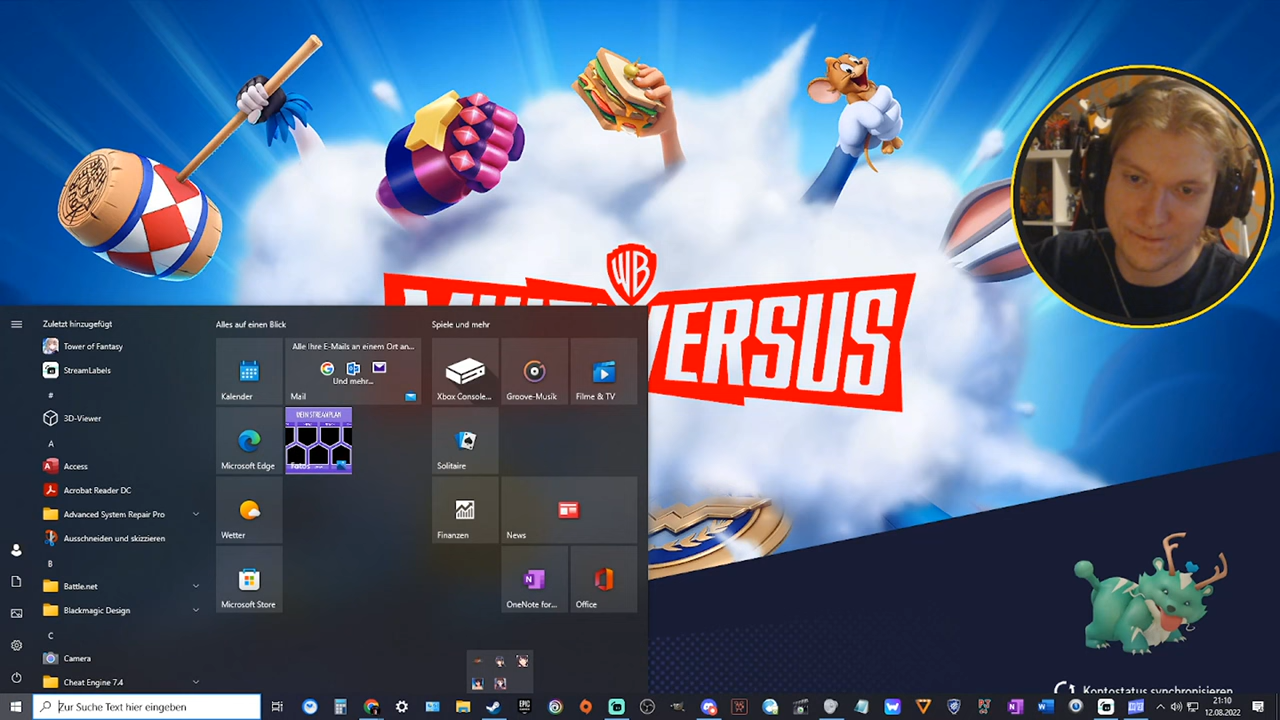 WB
VERSUS
Zuletzt hinzugefügt
Tower of Fantasy
StreamLabels
#
3D-Viewer
A
Access
Acrobat Reader DC
Advanced System Repair Pro
Ausschneiden und skizzieren
B
Battle.net
Blackmagic Design
C
Camera
Cheat Engine 7.4
Alles auf einen Blick
Kalender
Alle Ihre E-Mails an einem Ort an...
Und mehr...
Mail
Microsoft Edge
MEIN STREAMPLAN
Fotos
Wetter
Microsoft Store
Spiele und mehr
Xbox Console...
Groove-Musik
Filme & TV
Solitaire
Finanzen
News
OneNote for...
Office
Kontostatus synchronisieren
Zur Suche Text hier eingeben
EPIC
21:10
12.08.2022